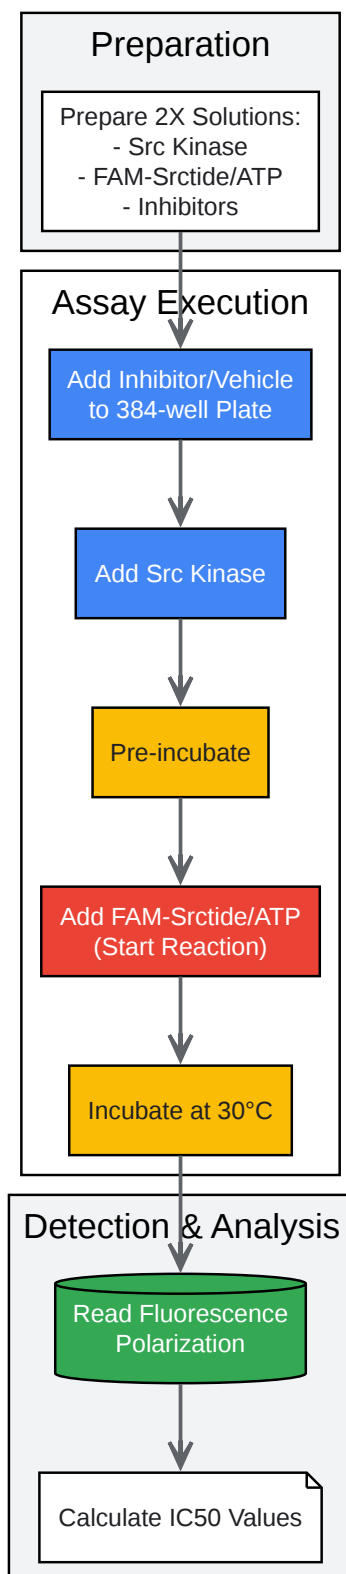 Preparation
Prepare 2X Solutions:
- Src Kinase
- FAM-Srctide/ATP
- Inhibitors
Assay Execution
Add Inhibitor/Vehicle
to 384-well Plate
Add Src Kinase
Pre-incubate
Add FAM-Srctide/ATP
(Start Reaction)
Incubate at 30°C
Detection & Analysis
Read Fluorescence
Polarization
Calculate IC50 Values